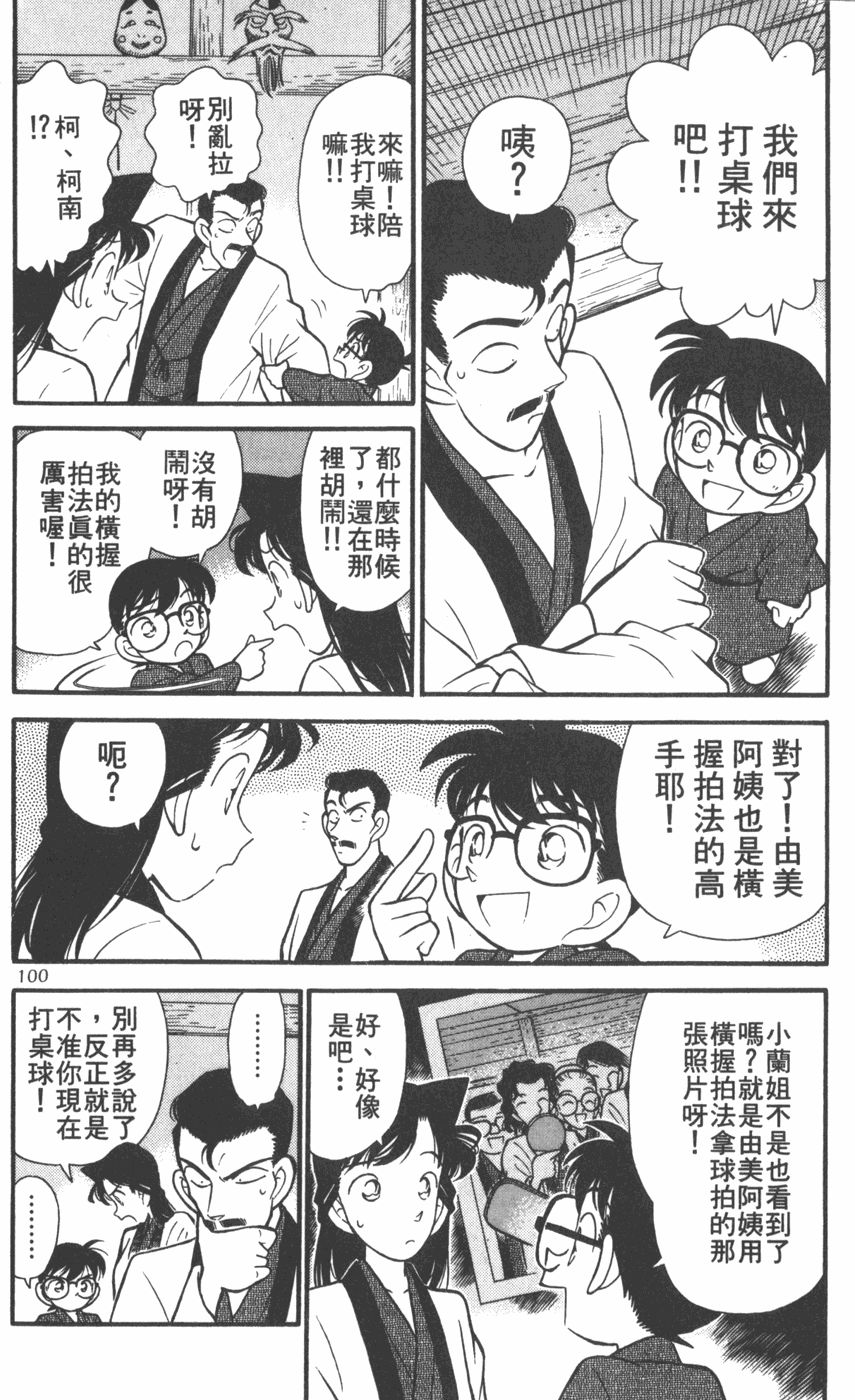 我們來
打桌球
吧!!
咦？
來嘛！陪
我打桌球
嘛!!
別亂拉
呀！
柯、柯南
!?
都什麼時候
了，還在那
裡胡鬧!!
沒有胡
鬧呀！
我的橫握
拍法真的很
厲害喔！
對了！由美
阿姨也是橫
握拍法的高
手耶！
呃？
100
小蘭姐不是也看到了
嗎？就是由美阿姨用
橫握拍法拿球拍的那
張照片呀！
好、好像
是吧…
………
別再多說了
，反正就是
不准你現在
打桌球！
………